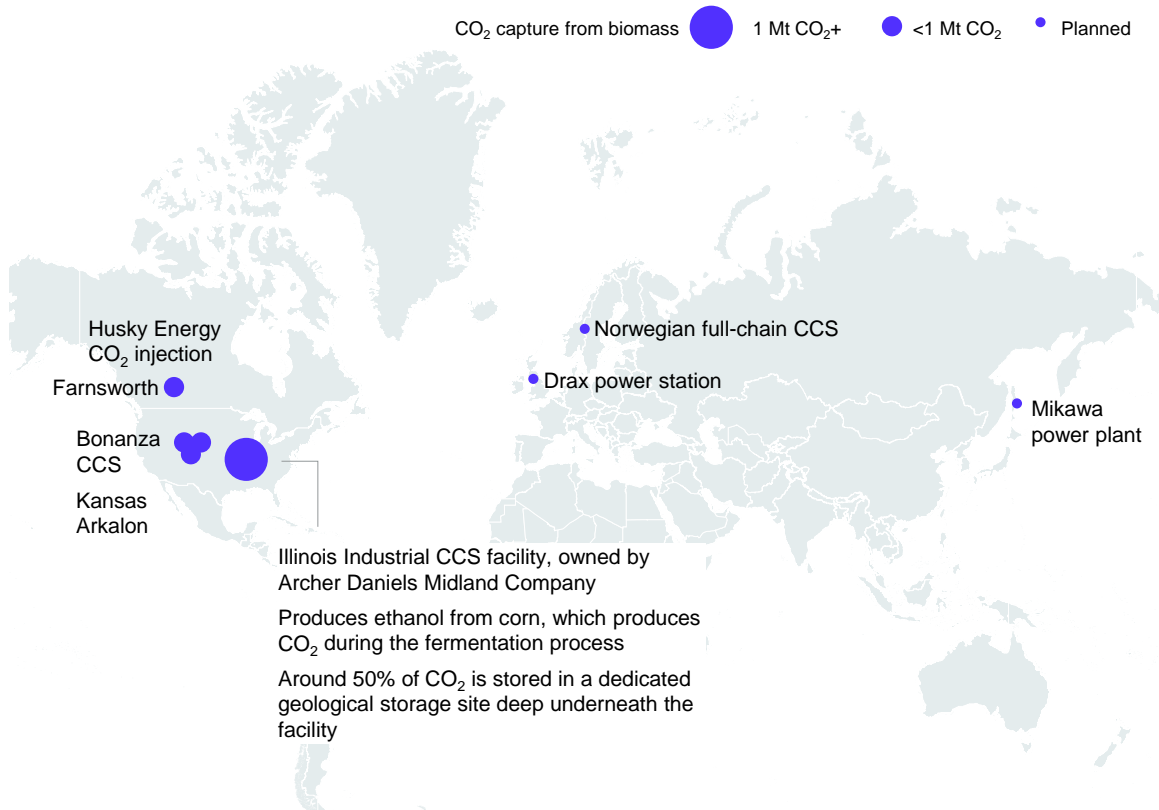 CO₂ capture from biomass 1 Mt CO₂+ <1 Mt CO₂ Planned
Husky Energy
CO₂ injection
Farnsworth
Bonanza
CCS
Kansas
Arkalon
Norwegian full-chain CCS
Drax power station
Mikawa
power plant
Illinois Industrial CCS facility, owned by
Archer Daniels Midland Company
Produces ethanol from corn, which produces
CO₂ during the fermentation process
Around 50% of CO₂ is stored in a dedicated
geological storage site deep underneath the
facility